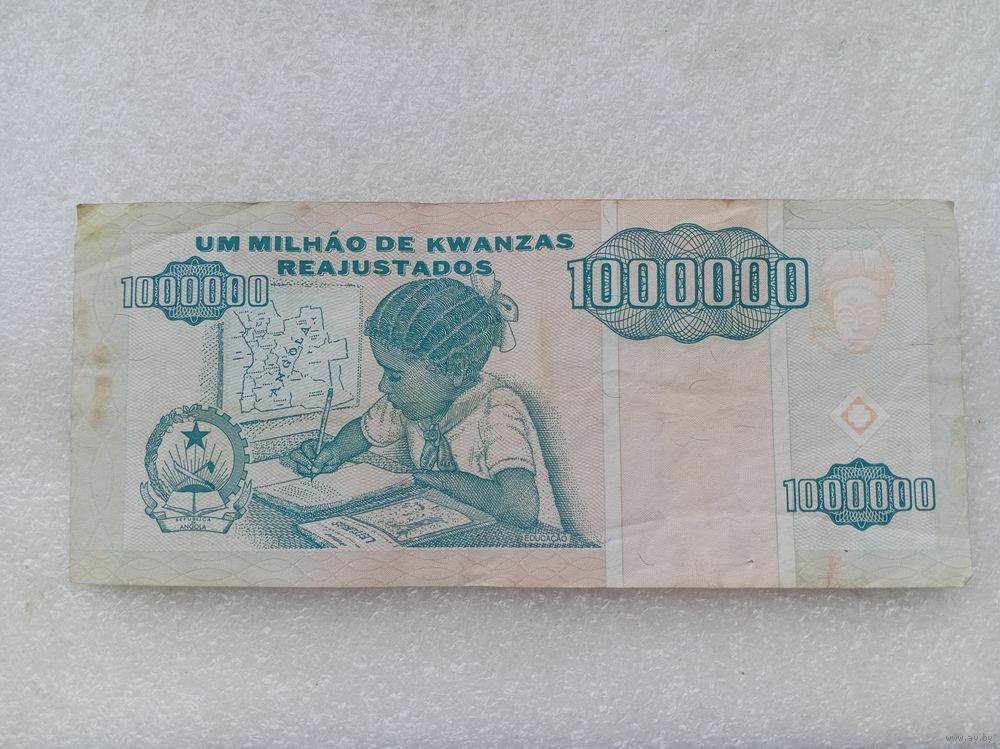 UM MILHÃO DE KWANZAS
REAJUSTADOS
1000000
1000000
ANGOLA
REPÚBLICA
DE
ANGOLA
EDUCAÇÃO
1000000
www.ay.by